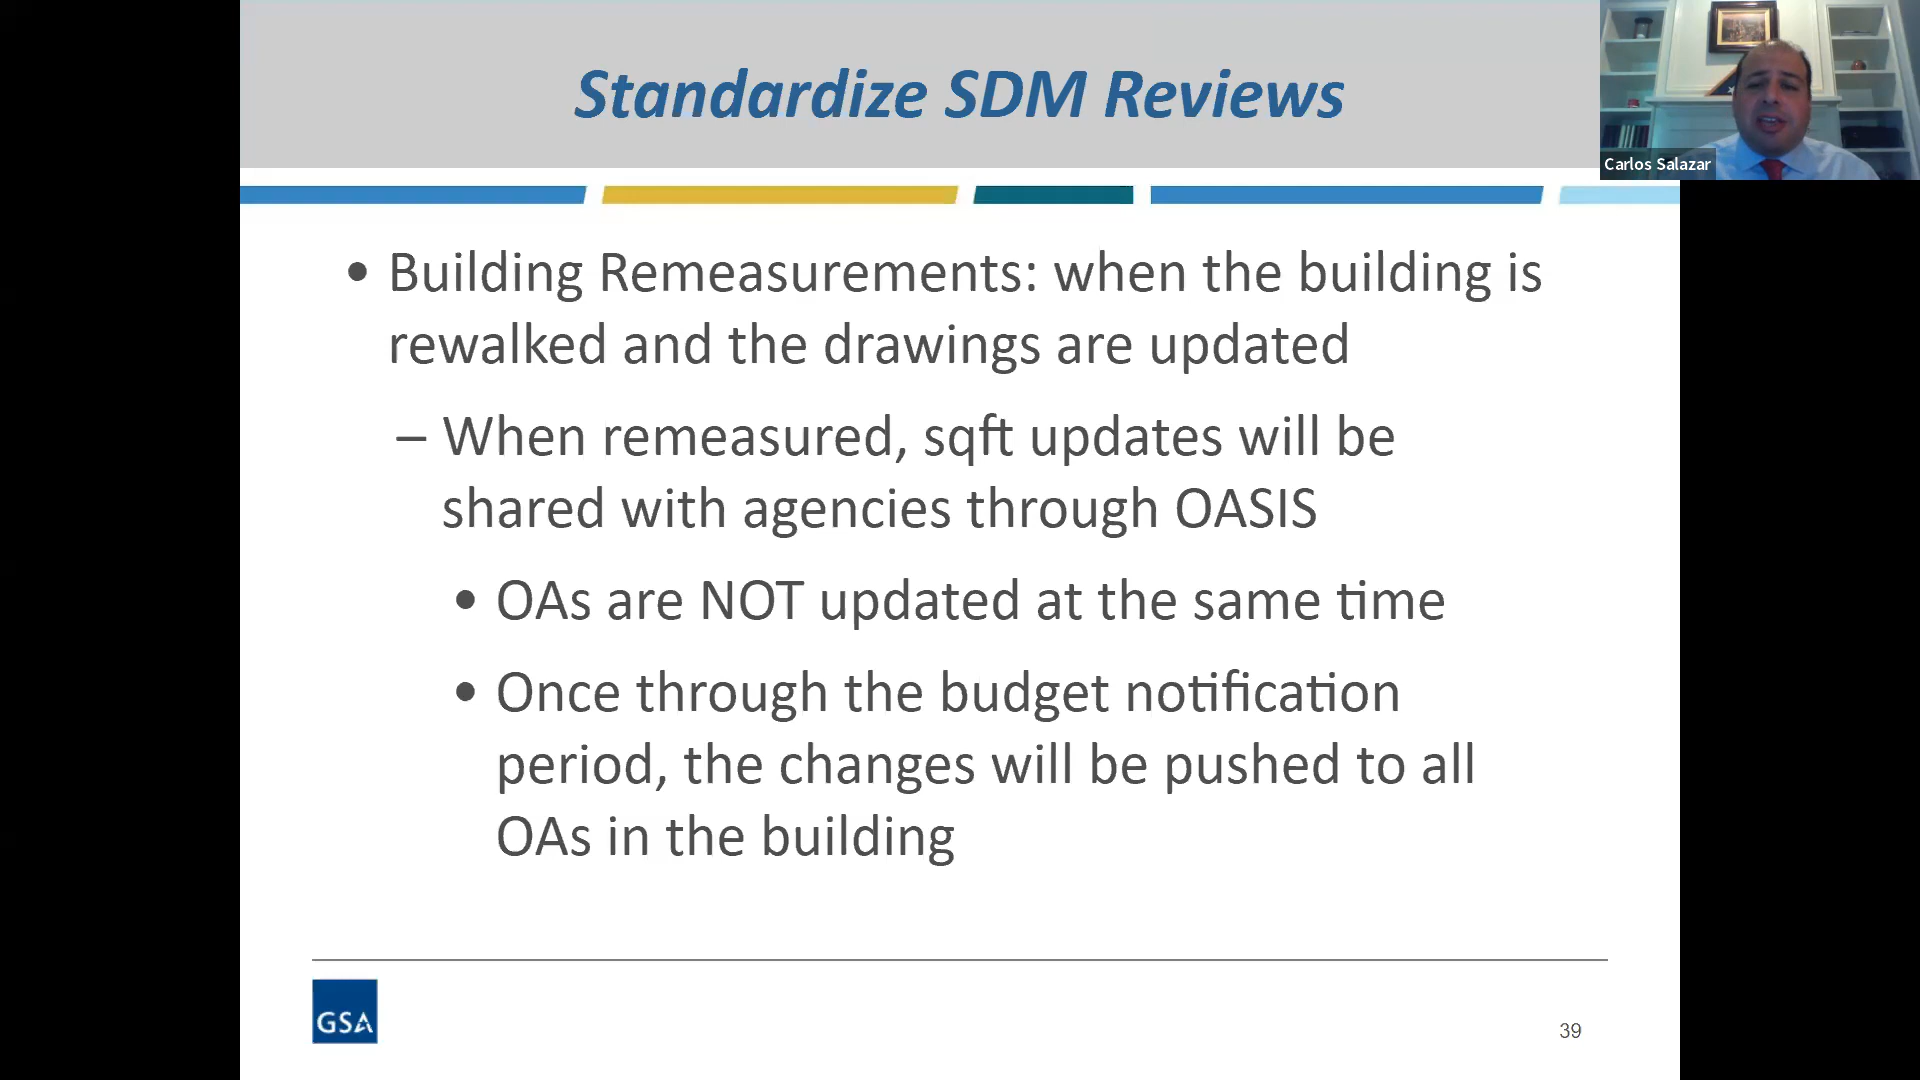 Standardize SDM Reviews
Carlos Salazar
• Building Remeasurements: when the building is
rewalked and the drawings are updated
– When remeasured, sqft updates will be
shared with agencies through OASIS
• OAs are NOT updated at the same time
• Once through the budget notification
period, the changes will be pushed to all
OAs in the building
GSA
39